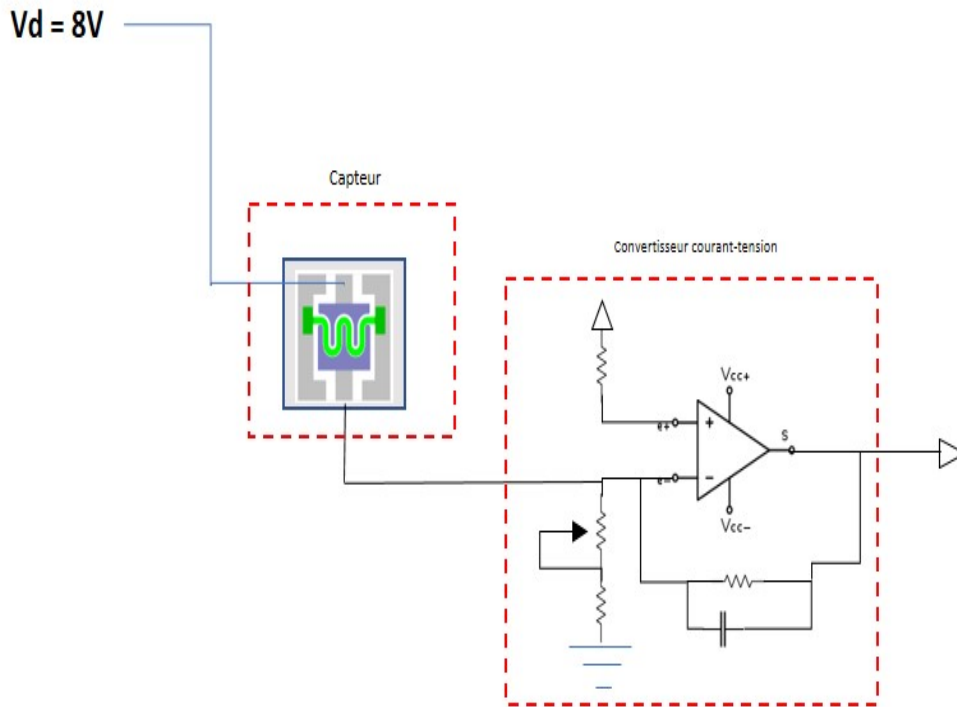 Vd = 8V
Capteur
Convertisseur courant-tension
Vcc+
e+
+
S
e-
−
Vcc-